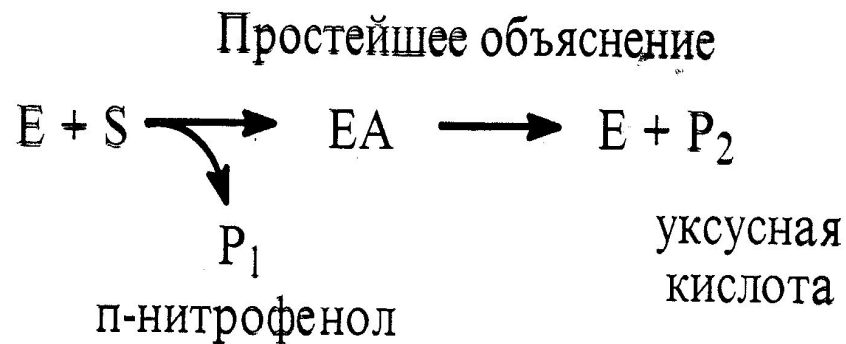 Простейшее объяснение
E + S → EA → E + P₂
P₁
уксусная
кислота
п-нитрофенол